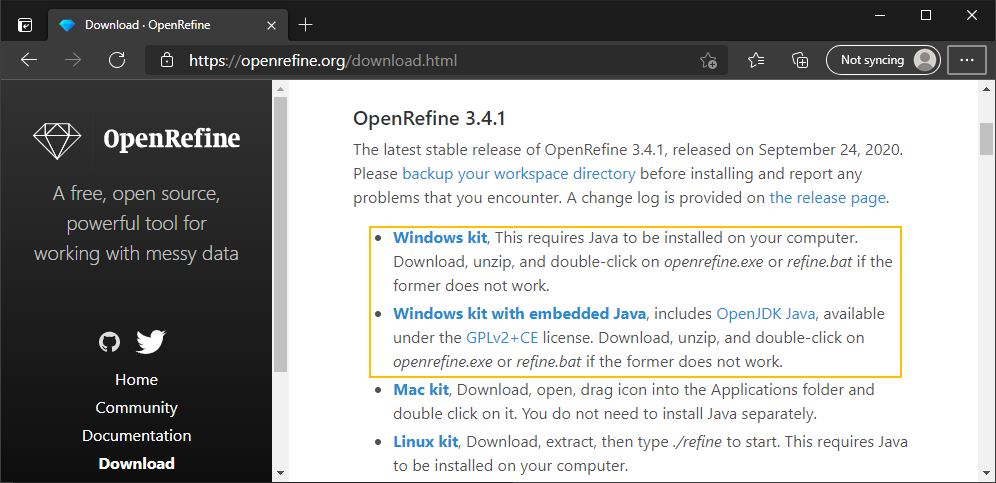 Download · OpenRefine
https://openrefine.org/download.html
Not syncing
OpenRefine
A free, open source,
powerful tool for
working with messy data
Home
Community
Documentation
Download
OpenRefine 3.4.1
The latest stable release of OpenRefine 3.4.1, released on September 24, 2020.
Please backup your workspace directory before installing and report any
problems that you encounter. A change log is provided on the release page.
• Windows kit, This requires Java to be installed on your computer.
Download, unzip, and double-click on openrefine.exe or refine.bat if the
former does not work.
• Windows kit with embedded Java, includes OpenJDK Java, available
under the GPLv2+CE license. Download, unzip, and double-click on
openrefine.exe or refine.bat if the former does not work.
• Mac kit, Download, open, drag icon into the Applications folder and
double click on it. You do not need to install Java separately.
• Linux kit, Download, extract, then type ./refine to start. This requires Java
to be installed on your computer.